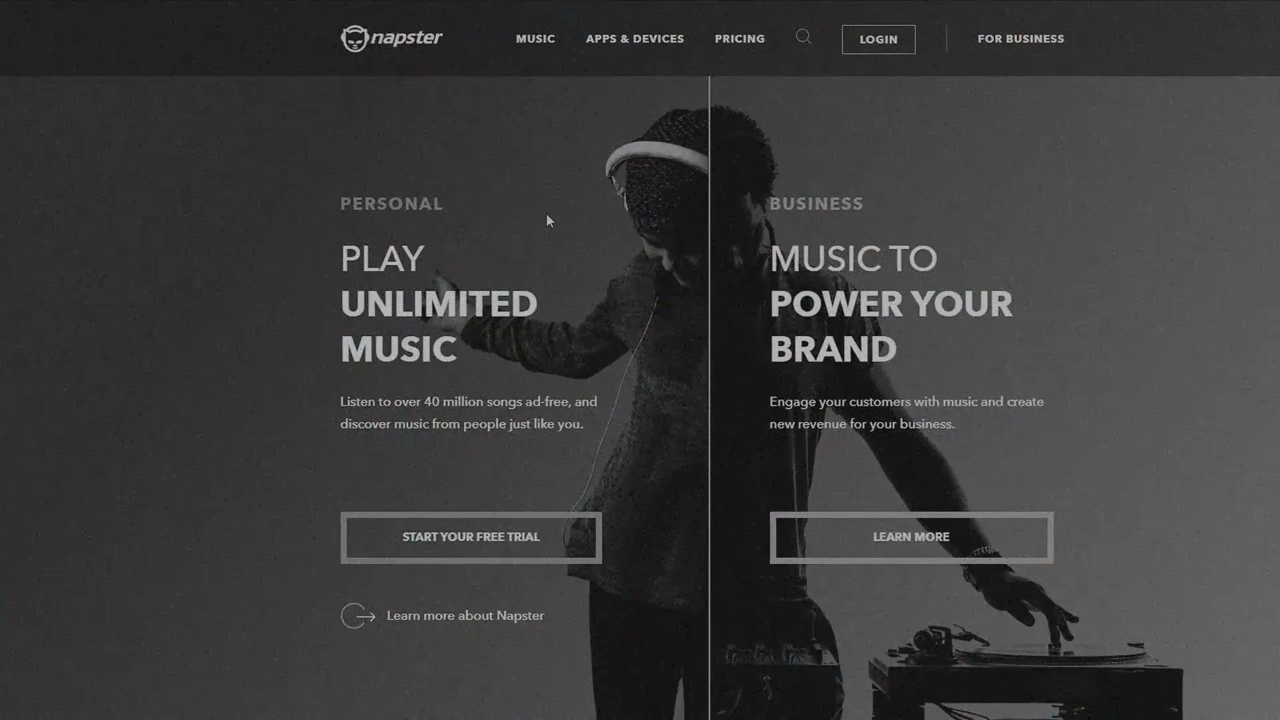 napster
MUSIC
APPS & DEVICES
PRICING
LOGIN
FOR BUSINESS
PERSONAL
PLAY
UNLIMITED
MUSIC
Listen to over 40 million songs ad-free, and
discover music from people just like you.
START YOUR FREE TRIAL
Learn more about Napster
BUSINESS
MUSIC TO
POWER YOUR
BRAND
Engage your customers with music and create
new revenue for your business.
LEARN MORE